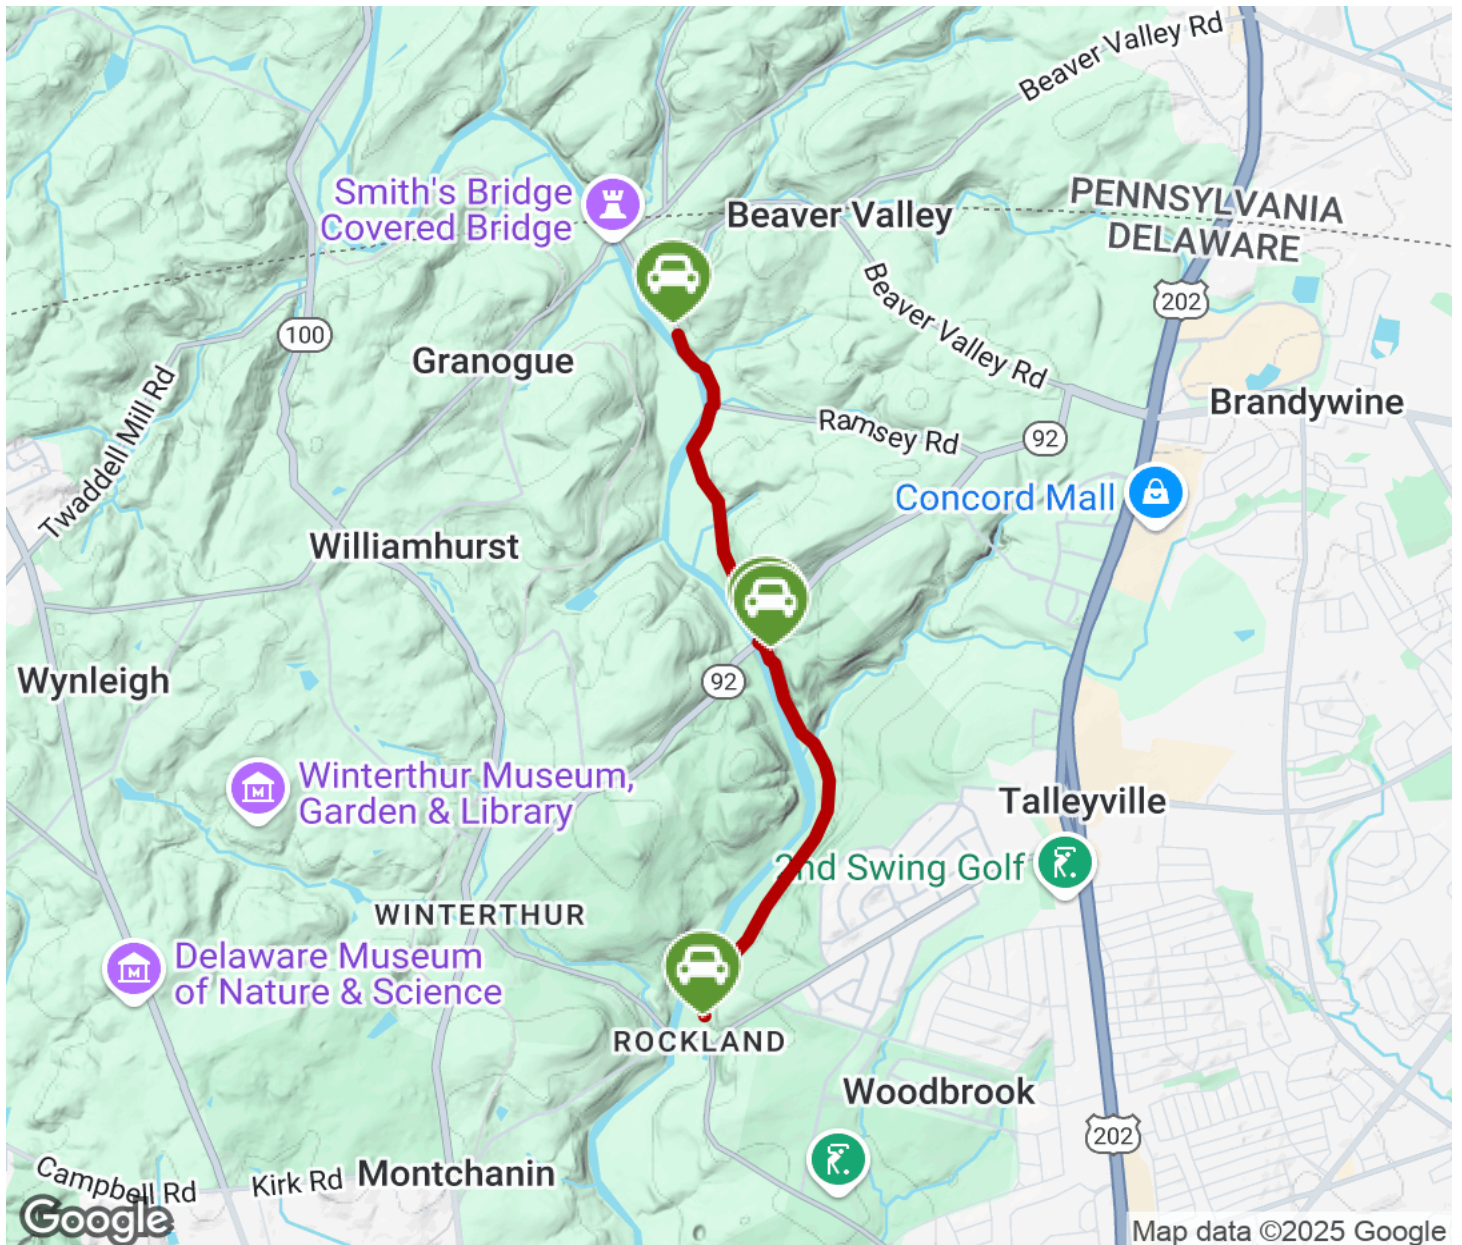 Beaver Valley Rd
Smith's Bridge
Covered Bridge
Beaver Valley
PENNSYLVANIA
DELAWARE
202
100
Beaver Valley Rd
Granogue
Twaddell Mill Rd
Brandywine
Ramsey Rd
92
Concord Mall
Williamhurst
Wynleigh
92
Winterthur Museum,
Garden & Library
Talleyville
2nd Swing Golf
WINTERTHUR
Delaware Museum
of Nature & Science
ROCKLAND
Woodbrook
202
Campbell Rd
Kirk Rd
Montchanin
Google
Map data ©2025 Google